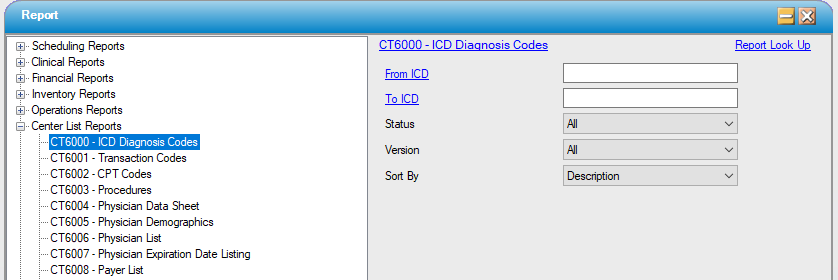 Report
Scheduling Reports
Clinical Reports
Financial Reports
Inventory Reports
Operations Reports
Center List Reports
CT6000 - ICD Diagnosis Codes
CT6001 - Transaction Codes
CT6002 - CPT Codes
CT6003 - Procedures
CT6004 - Physician Data Sheet
CT6005 - Physician Demographics
CT6006 - Physician List
CT6007 - Physician Expiration Date Listing
CT6008 - Payer List
CT6000 - ICD Diagnosis Codes Report Look Up
From ICD
To ICD
Status All
Version All
Sort By Description